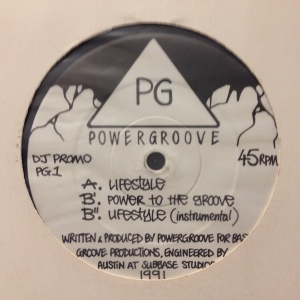 PG
POWERGROOVE
DJ PROMO
PG.1
45RPM
A. LIFESTYLE
B'. POWER TO THE GROOVE
B". LIFESTYLE (instrumental)
WRITTEN & PRODUCED BY POWERGROOVE FOR BASS
GROOVE PRODUCTIONS, ENGINEERED BY
AUSTIN AT SUBBASE STUDIOS
1991